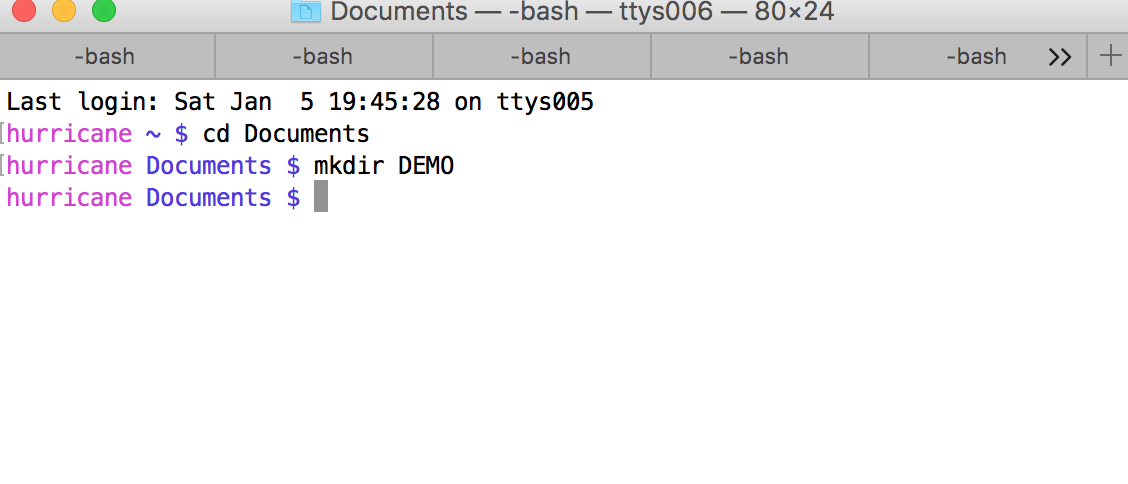 Documents — -bash — ttys006 — 80×24
-bash -bash -bash -bash -bash >> +
Last login: Sat Jan  5 19:45:28 on ttys005
[hurricane ~ $ cd Documents
[hurricane Documents $ mkdir DEMO
hurricane Documents $